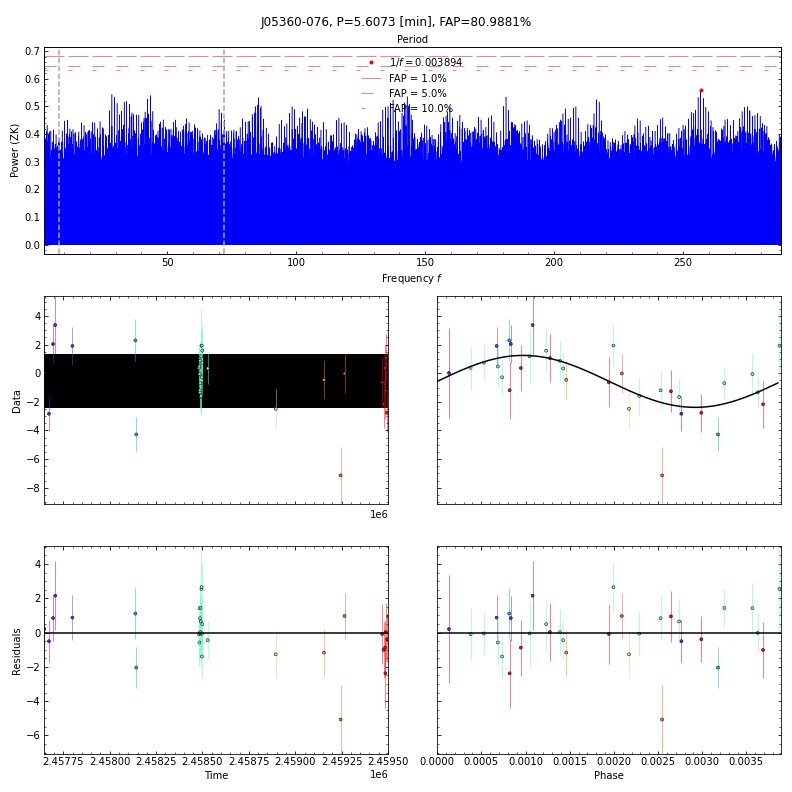 J05360-076, P=5.6073 [min], FAP=80.9881%
Period
0.7
0.6
0.5
0.4
0.3
0.2
0.1
0.0
Power (ZK)
1/f = 0.003894
FAP = 1.0%
FAP = 5.0%
FAP = 10.0%
50 100 150 200 250
Frequency f
4
2
0
−2
−4
−6
−8
Data
1e6
4
2
0
−2
−4
−6
Residuals
2.45775 2.45800 2.45825 2.45850 2.45875 2.45900 2.45925 2.45950
Time
1e6
0.0000 0.0005 0.0010 0.0015 0.0020 0.0025 0.0030 0.0035
Phase